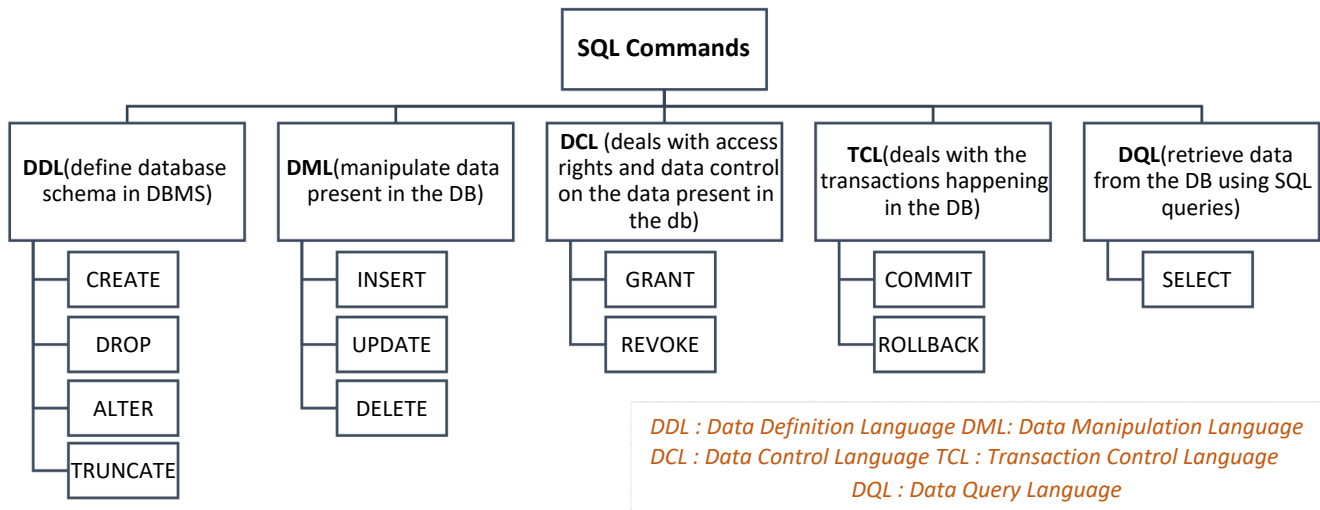 SQL Commands
DDL(define database
schema in DBMS)
DML(manipulate data
present in the DB)
DCL (deals with access
rights and data control
on the data present in
the db)
TCL(deals with the
transactions happening
in the DB)
DQL(retrieve data
from the DB using SQL
queries)
CREATE
DROP
ALTER
TRUNCATE
INSERT
UPDATE
DELETE
GRANT
REVOKE
COMMIT
ROLLBACK
SELECT
DDL : Data Definition Language DML: Data Manipulation Language
DCL : Data Control Language TCL : Transaction Control Language
DQL : Data Query Language